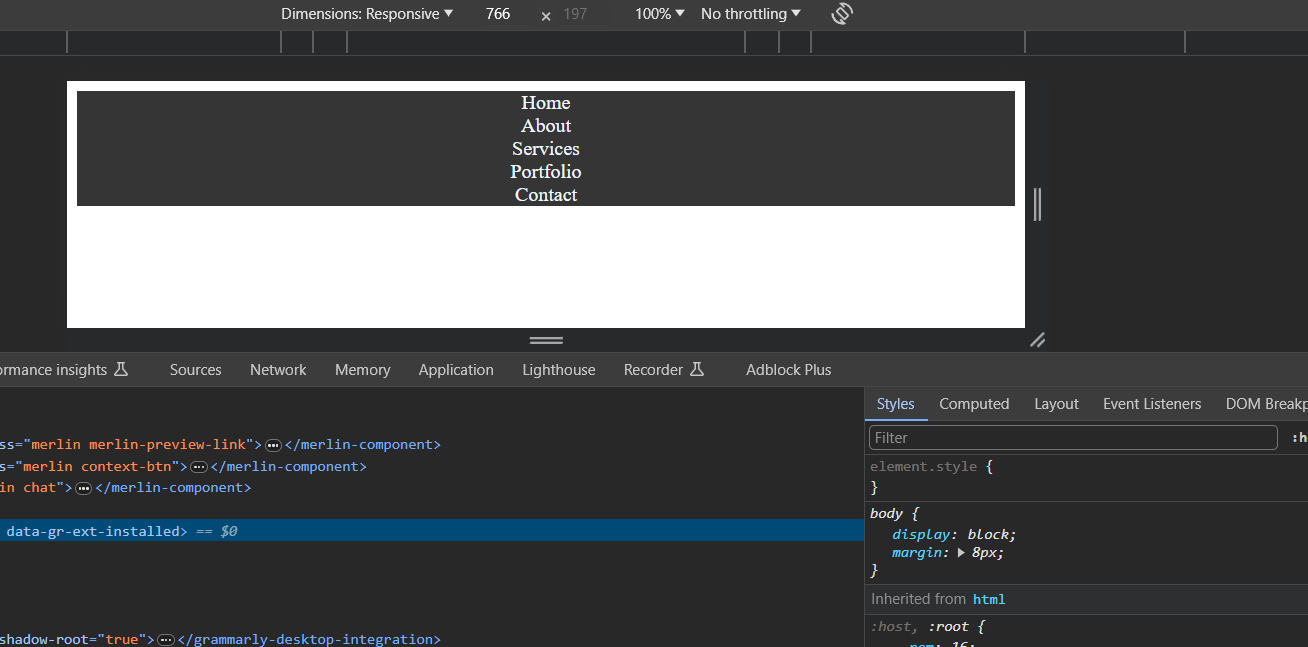 Dimensions: Responsive ▼ 766 × 197 100% ▼ No throttling ▼
Home
About
Services
Portfolio
Contact
ormance insights Sources Network Memory Application Lighthouse Recorder Adblock Plus
Styles Computed Layout Event Listeners DOM Breakp
Filter :h
ss="merlin merlin-preview-link"> ••• </merlin-component>
s="merlin context-btn"> ••• </merlin-component>
in chat"> ••• </merlin-component>
data-gr-ext-installed> == $0
shadow-root="true"> ••• </grammarly-desktop-integration>
element.style {
}
body {
display: block;
margin: ▶ 8px;
}
Inherited from html
:host, :root {
rem: 16;